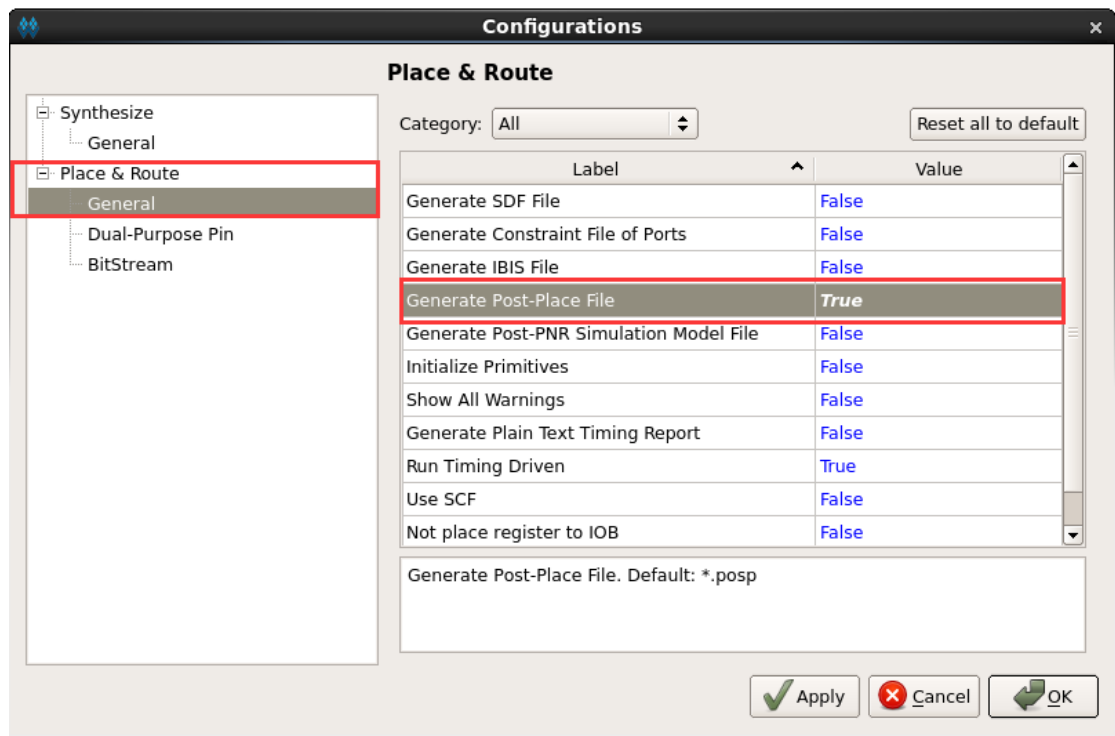 Configurations
Place & Route
Synthesize
General
Place & Route
General
Dual-Purpose Pin
BitStream
Category: All
Reset all to default
Label Value
Generate SDF File False
Generate Constraint File of Ports False
Generate IBIS File False
Generate Post-Place File True
Generate Post-PNR Simulation Model File False
Initialize Primitives False
Show All Warnings False
Generate Plain Text Timing Report False
Run Timing Driven True
Use SCF False
Not place register to IOB False
Generate Post-Place File. Default: *.posp
Apply Cancel OK